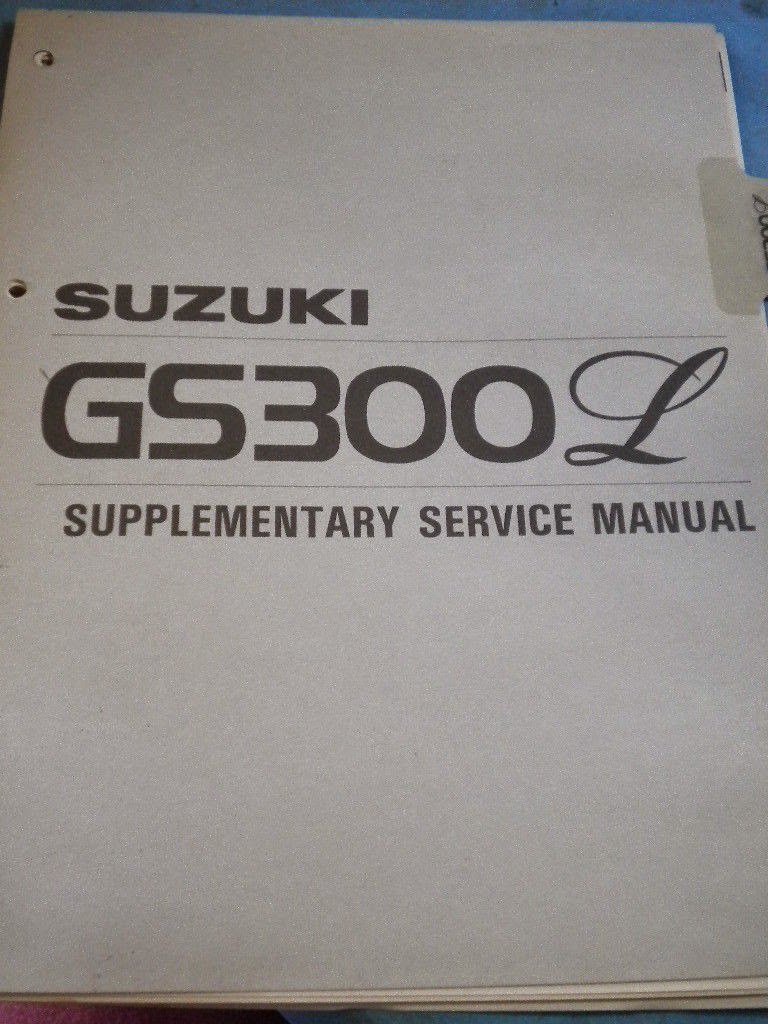 SUZUKI
GS300L
SUPPLEMENTARY SERVICE MANUAL